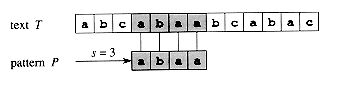 text T a b c a b a a b c a b a c
s = 3
pattern P a b a a